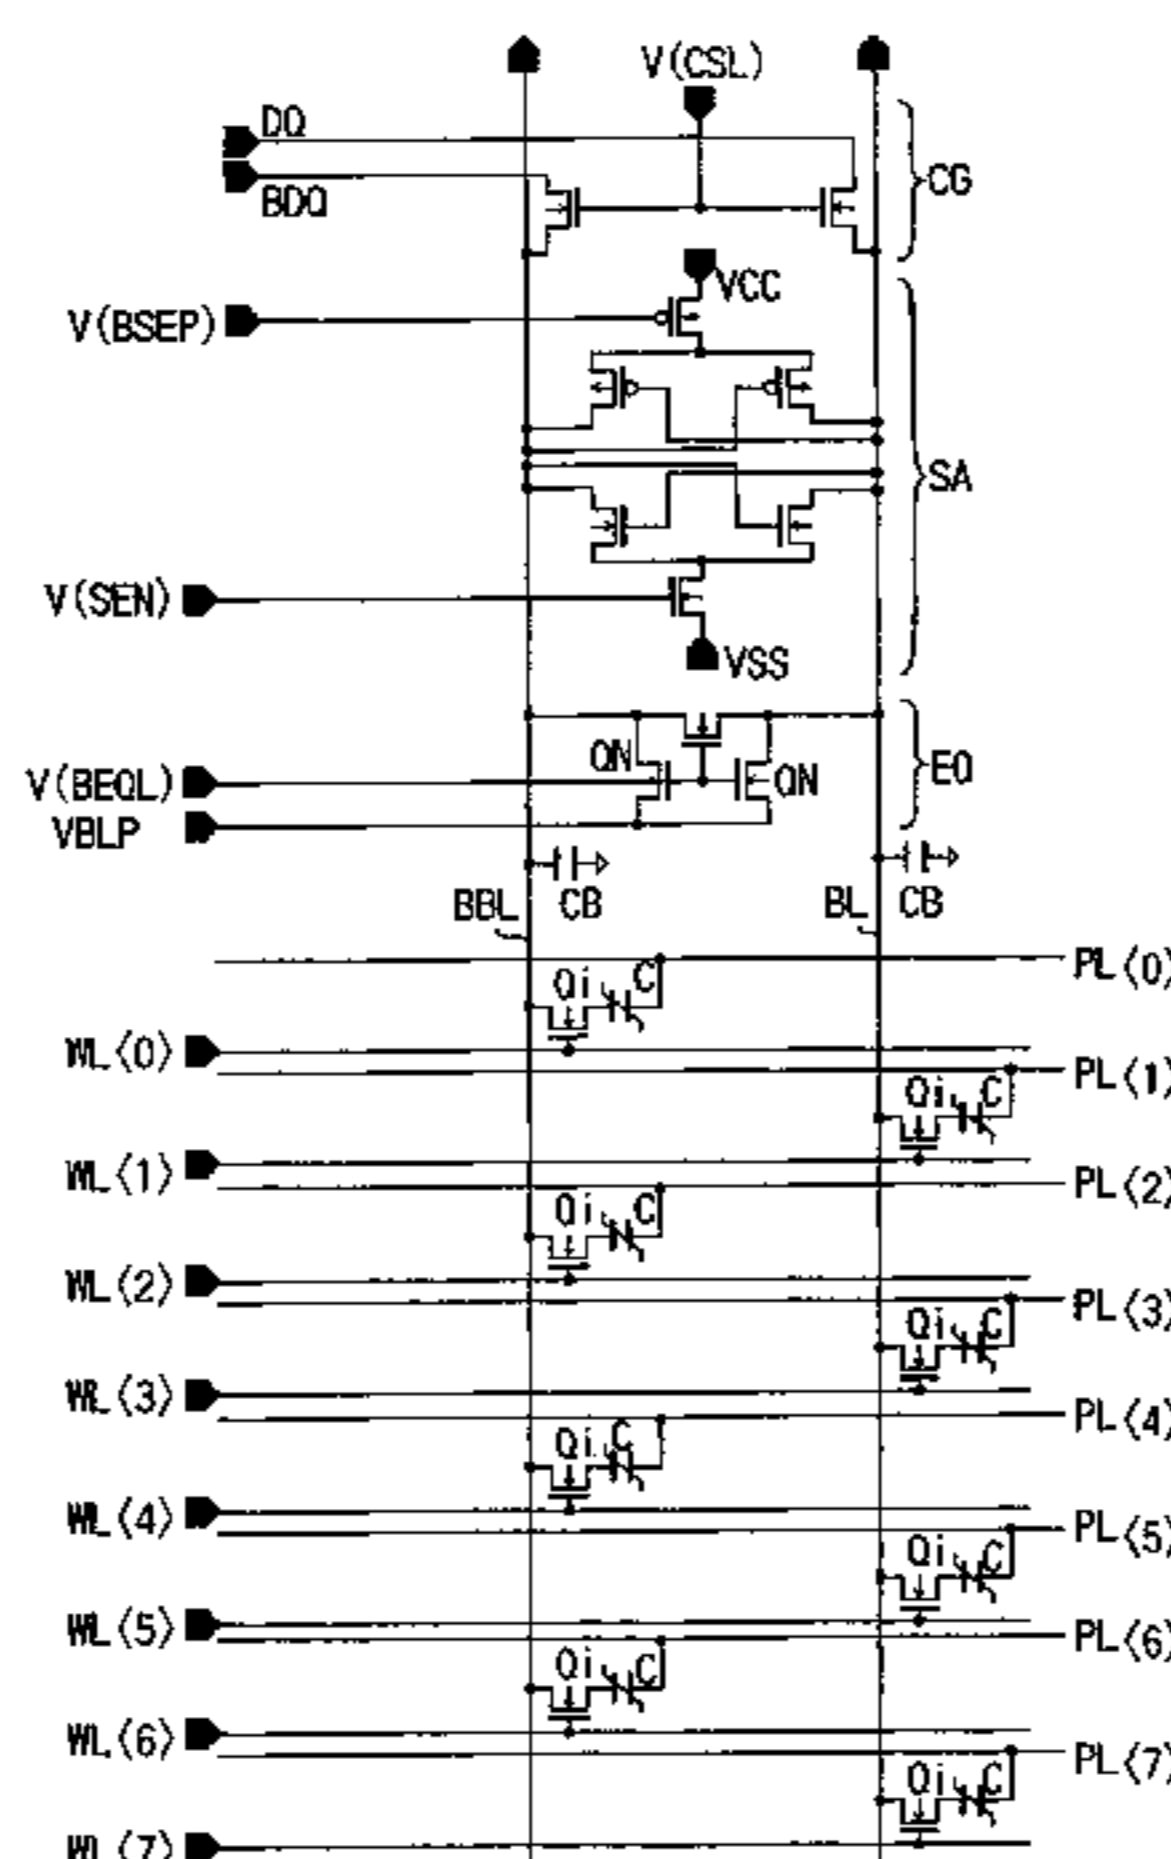 V(CSL)
DQ
BDQ
CG
VCC
V(BSEP)
SA
V(SEN)
VSS
QN
V(BEQL)
QN
EQ
VBLP
BBL
CB
BL
CB
PL<0>
Qi
C
WL<0>
PL<1>
Qi
C
WL<1>
PL<2>
Qi
C
WL<2>
PL<3>
Qi
C
WL<3>
PL<4>
Qi
C
WL<4>
PL<5>
Qi
C
WL<5>
PL<6>
Qi
C
WL<6>
PL<7>
Qi
C
WL<7>